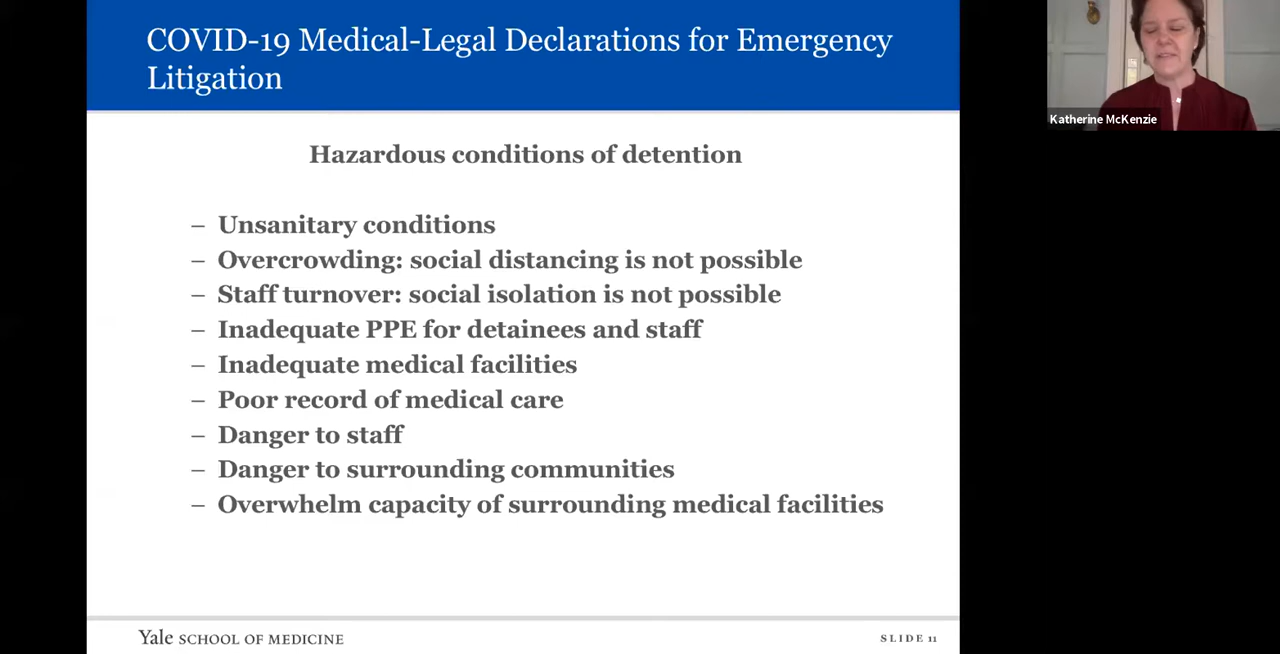 COVID-19 Medical-Legal Declarations for Emergency
Litigation
Katherine McKenzie
Hazardous conditions of detention
– Unsanitary conditions
– Overcrowding: social distancing is not possible
– Staff turnover: social isolation is not possible
– Inadequate PPE for detainees and staff
– Inadequate medical facilities
– Poor record of medical care
– Danger to staff
– Danger to surrounding communities
– Overwhelm capacity of surrounding medical facilities
Yale SCHOOL OF MEDICINE
SLIDE 11